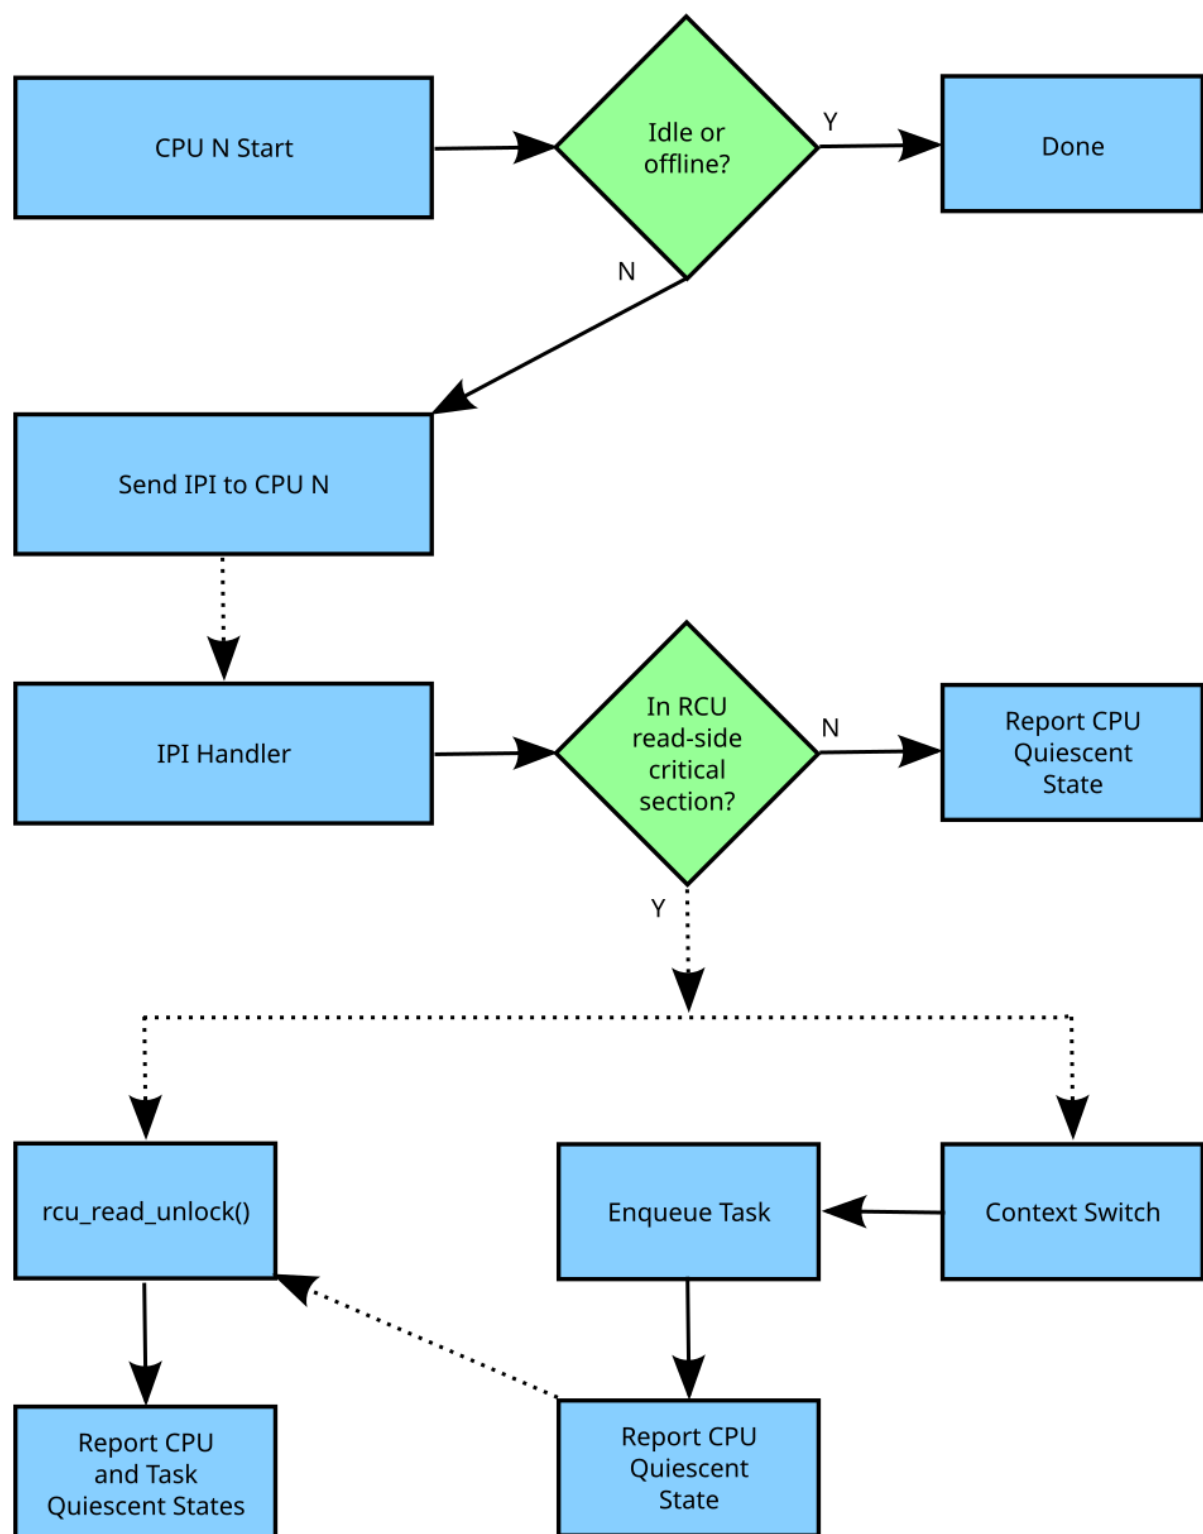 CPU N Start
Idle or
offline?
Y
Done
N
Send IPI to CPU N
IPI Handler
In RCU
read-side
critical
section?
N
Report CPU
Quiescent
State
Y
rcu_read_unlock()
Enqueue Task
Context Switch
Report CPU
and Task
Quiescent States
Report CPU
Quiescent
State